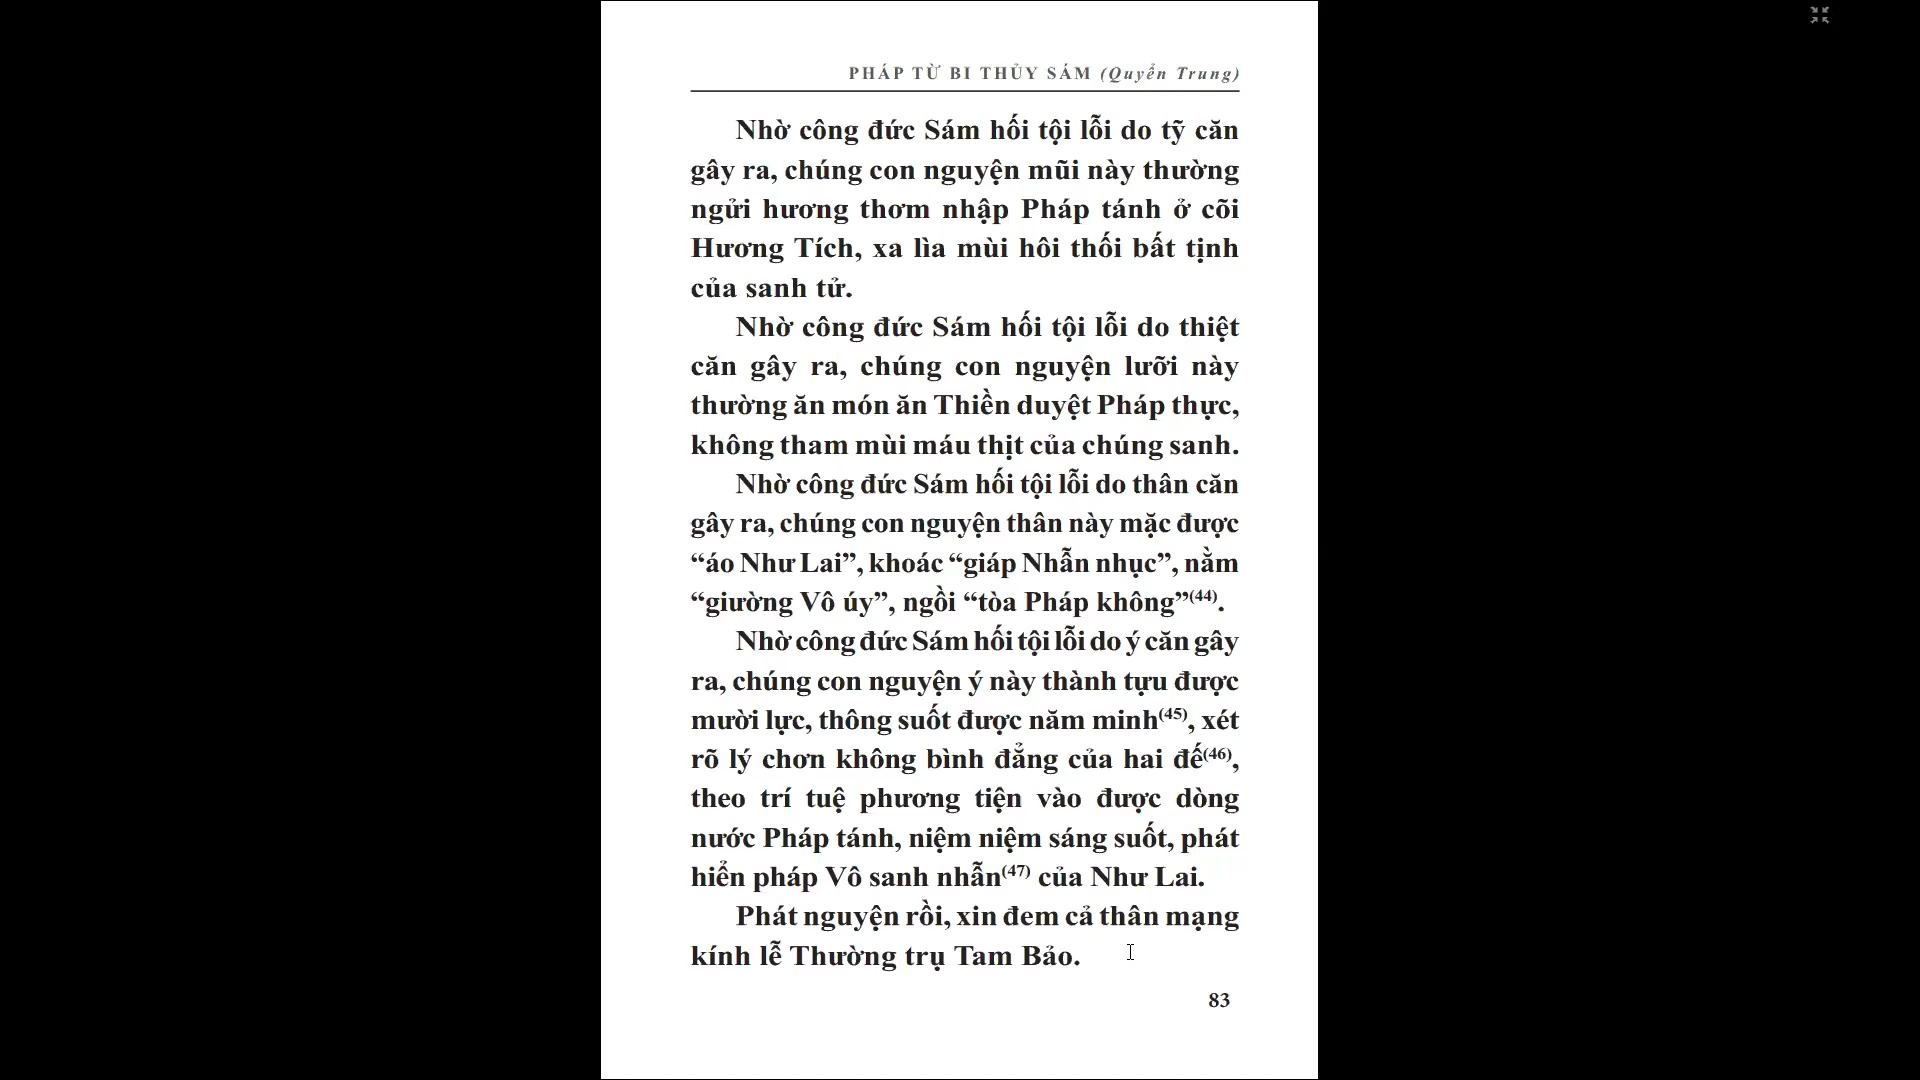 PHÁP TỪ BI THỦY SÁM (Quyển Trung)
Nhờ công đức Sám hối tội lỗi do tỹ căn
gây ra, chúng con nguyện mũi này thường
ngửi hương thơm nhập Pháp tánh ở cõi
Hương Tích, xa lìa mùi hôi thối bất tịnh
của sanh tử.
Nhờ công đức Sám hối tội lỗi do thiệt
căn gây ra, chúng con nguyện lưỡi này
thường ăn món ăn Thiền duyệt Pháp thực,
không tham mùi máu thịt của chúng sanh.
Nhờ công đức Sám hối tội lỗi do thân căn
gây ra, chúng con nguyện thân này mặc được
“áo Như Lai”, khoác “giáp Nhẫn nhục”, nằm
“giường Vô úy”, ngồi “tòa Pháp không”(44).
Nhờ công đức Sám hối tội lỗi do ý căn gây
ra, chúng con nguyện ý này thành tựu được
mười lực, thông suốt được năm minh(45), xét
rõ lý chơn không bình đẳng của hai đế(46),
theo trí tuệ phương tiện vào được dòng
nước Pháp tánh, niệm niệm sáng suốt, phát
hiển pháp Vô sanh nhẫn(47) của Như Lai.
Phát nguyện rồi, xin đem cả thân mạng
kính lễ Thường trụ Tam Bảo.
83